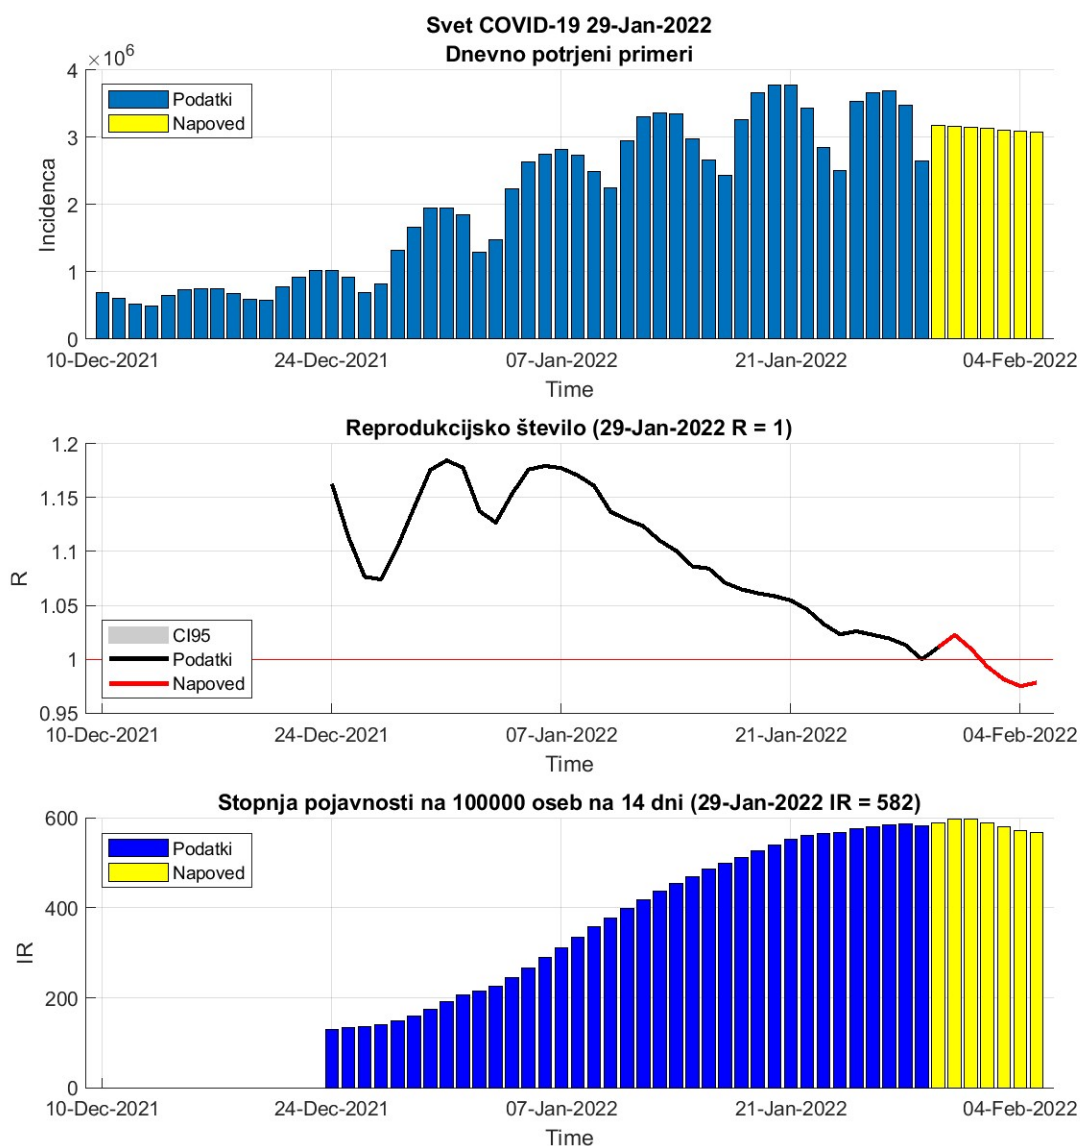 Svet COVID-19 29-Jan-2022
Dnevno potrjeni primeri
×10⁶
4
3
2
1
0
Incidenca
Podatki
Napoved
10-Dec-2021 24-Dec-2021 07-Jan-2022 21-Jan-2022 04-Feb-2022
Time
Reprodukcijsko število (29-Jan-2022 R = 1)
1.2
1.15
1.1
1.05
1
0.95
R
CI95
Podatki
Napoved
10-Dec-2021 24-Dec-2021 07-Jan-2022 21-Jan-2022 04-Feb-2022
Time
Stopnja pojavnosti na 100000 oseb na 14 dni (29-Jan-2022 IR = 582)
600
400
200
0
IR
Podatki
Napoved
10-Dec-2021 24-Dec-2021 07-Jan-2022 21-Jan-2022 04-Feb-2022
Time